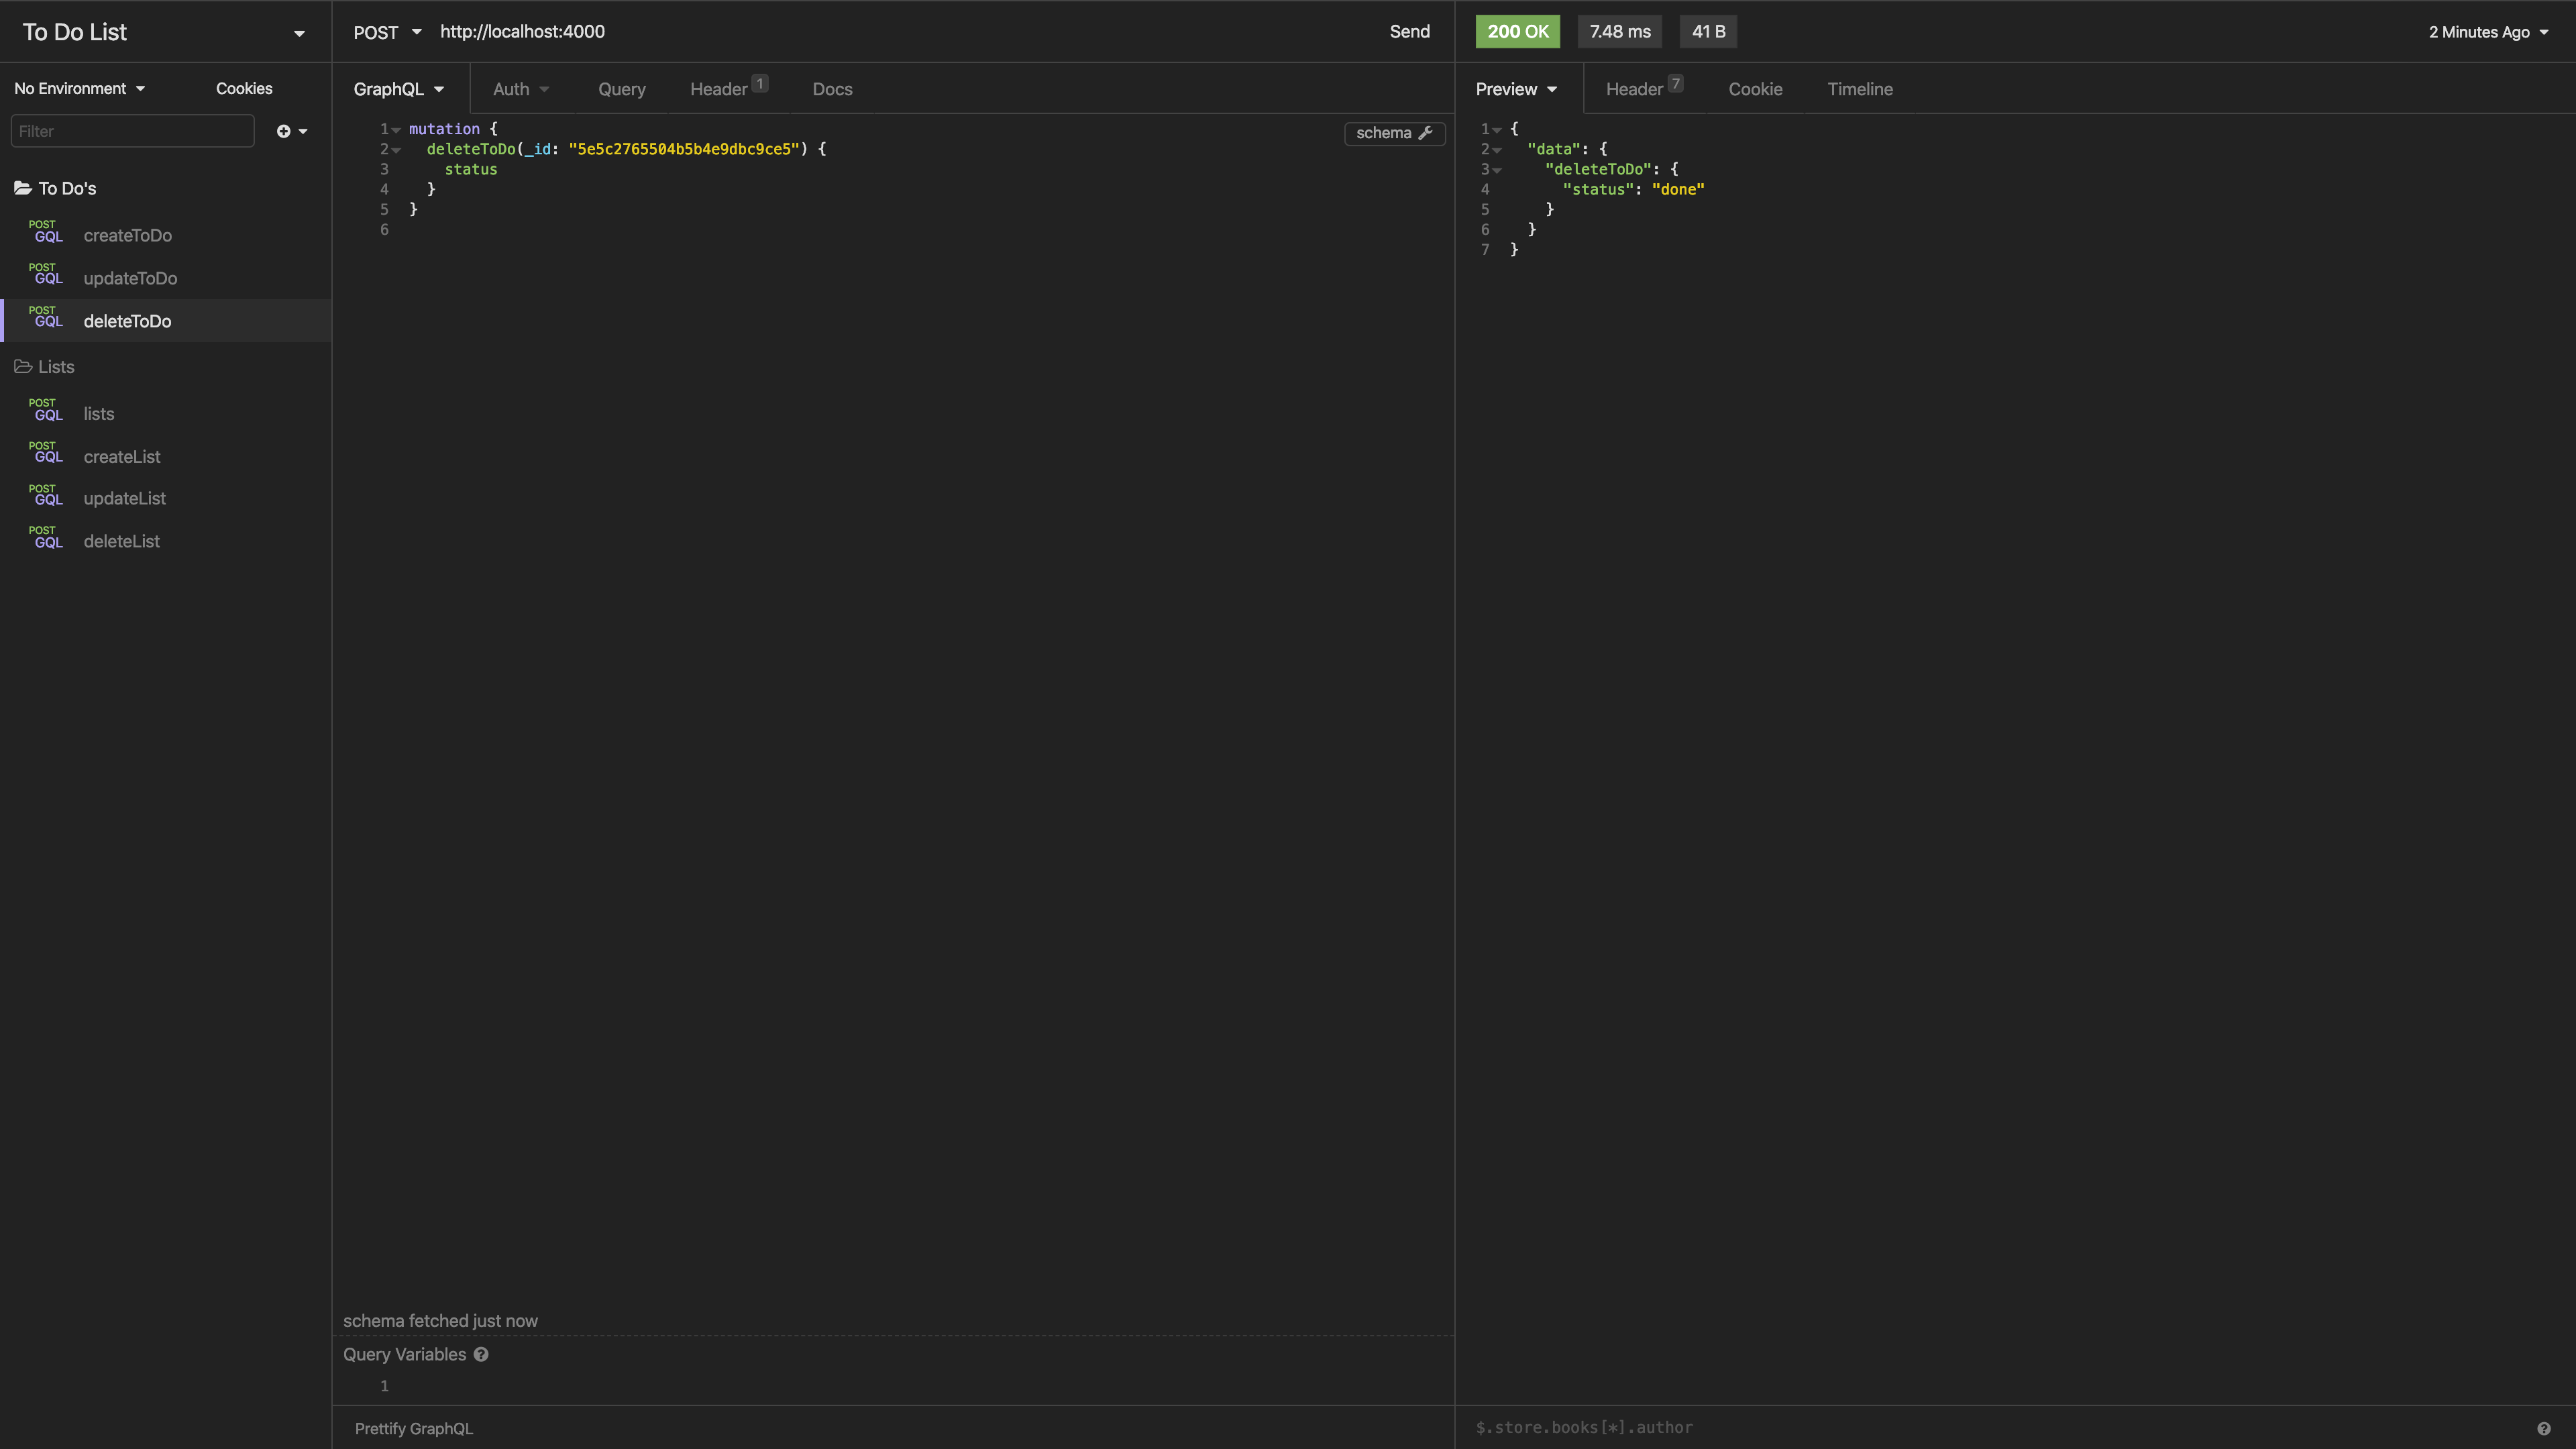 To Do List
No Environment
Cookies
Filter
To Do's
POST
GQL createToDo
POST
GQL updateToDo
POST
GQL deleteToDo
Lists
POST
GQL lists
POST
GQL createList
POST
GQL updateList
POST
GQL deleteList
POST http://localhost:4000 Send
GraphQL Auth Query Header 1 Docs
schema
1 mutation {
2 deleteToDo(_id: "5e5c2765504b5b4e9dbc9ce5") {
3 status
4 }
5 }
6
schema fetched just now
Query Variables ?
1
Prettify GraphQL
200 OK 7.48 ms 41 B 2 Minutes Ago
Preview Header 7 Cookie Timeline
1 {
2 "data": {
3 "deleteToDo": {
4 "status": "done"
5 }
6 }
7 }
$.store.books[*].author ?